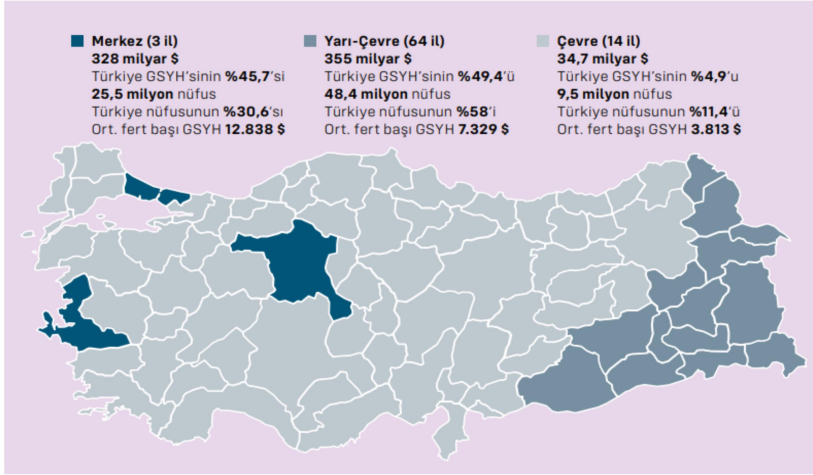 Merkez (3 il)
328 milyar $
Türkiye GSYH'sinin %45,7'si
25,5 milyon nüfus
Türkiye nüfusunun %30,6'sı
Ort. fert başı GSYH 12.838 $
Yarı-Çevre (64 il)
355 milyar $
Türkiye GSYH'sinin %49,4'ü
48,4 milyon nüfus
Türkiye nüfusunun %58'i
Ort. fert başı GSYH 7.329 $
Çevre (14 il)
34,7 milyar $
Türkiye GSYH'sinin %4,9'u
9,5 milyon nüfus
Türkiye nüfusunun %11,4'ü
Ort. fert başı GSYH 3.813 $